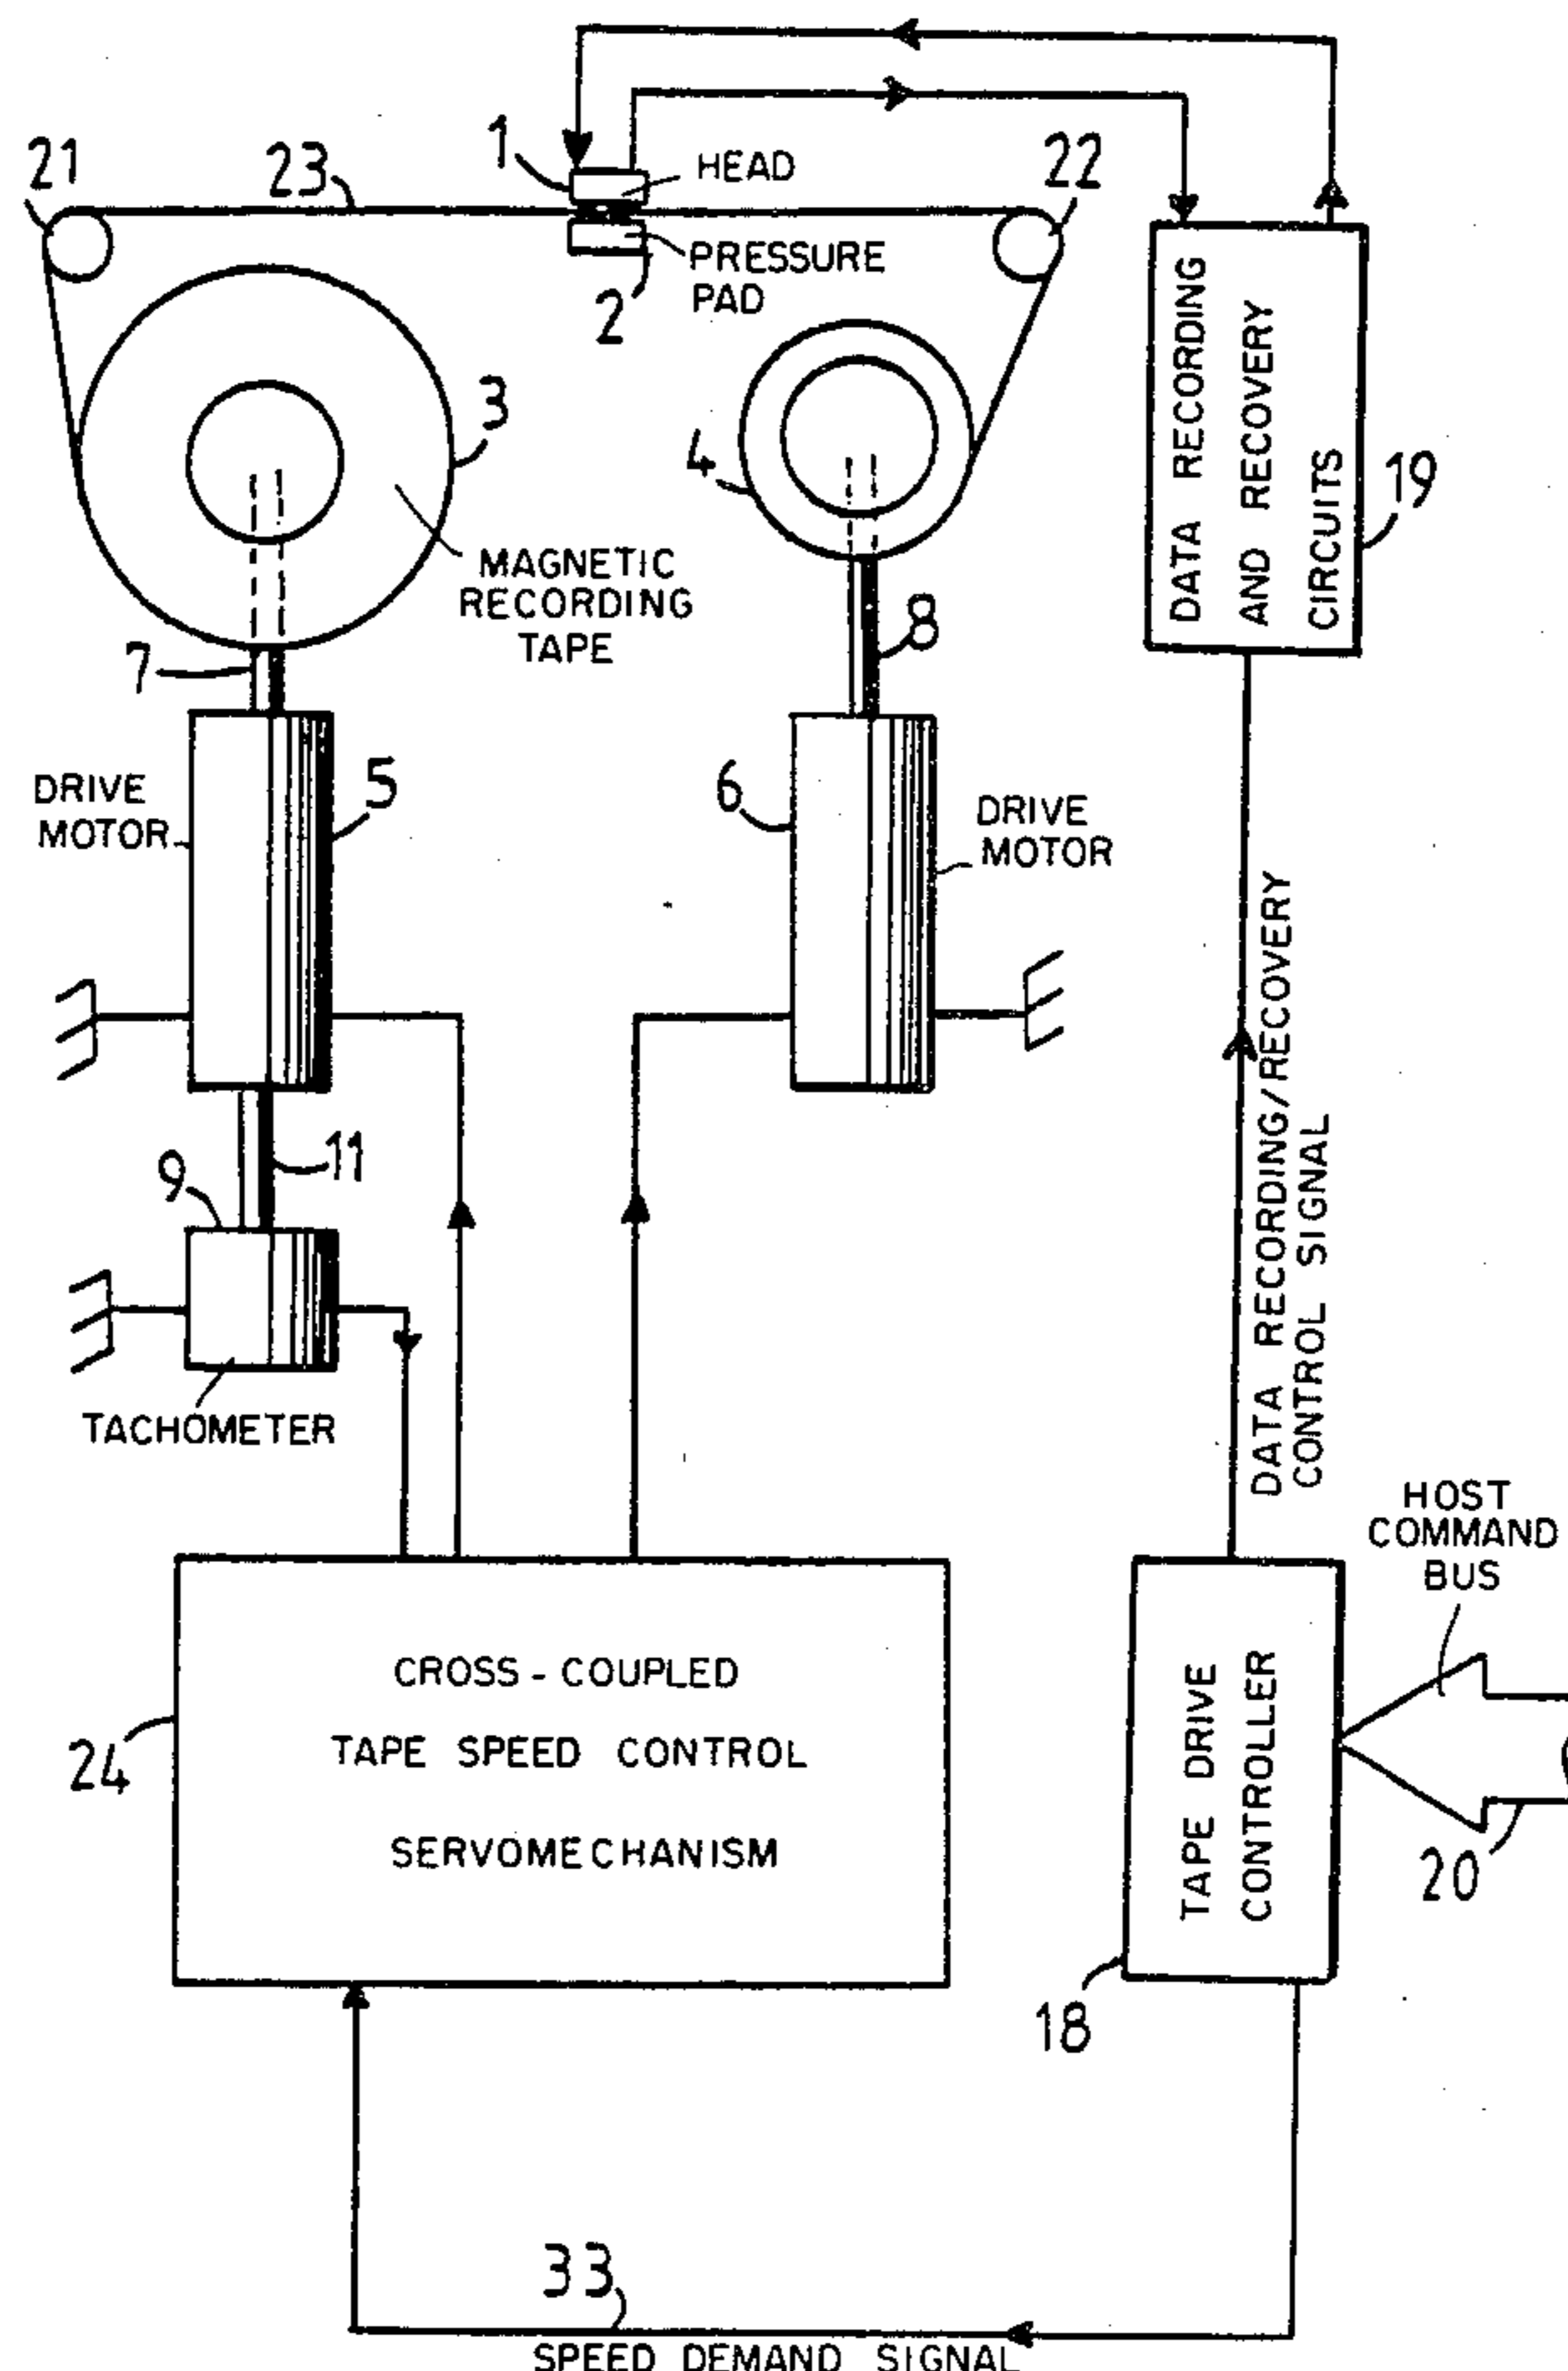 1
HEAD
21
23
22
PRESSURE
PAD
2
3
4
MAGNETIC
RECORDING
TAPE
DATA RECORDING
AND RECOVERY
CIRCUITS
19
7
8
DRIVE
MOTOR
5
6
DRIVE
MOTOR
9
11
TACHOMETER
DATA RECORDING/RECOVERY
CONTROL SIGNAL
HOST
COMMAND
BUS
CROSS-COUPLED
TAPE SPEED CONTROL
SERVOMECHANISM
24
TAPE DRIVE
CONTROLLER
20
18
33
SPEED DEMAND SIGNAL